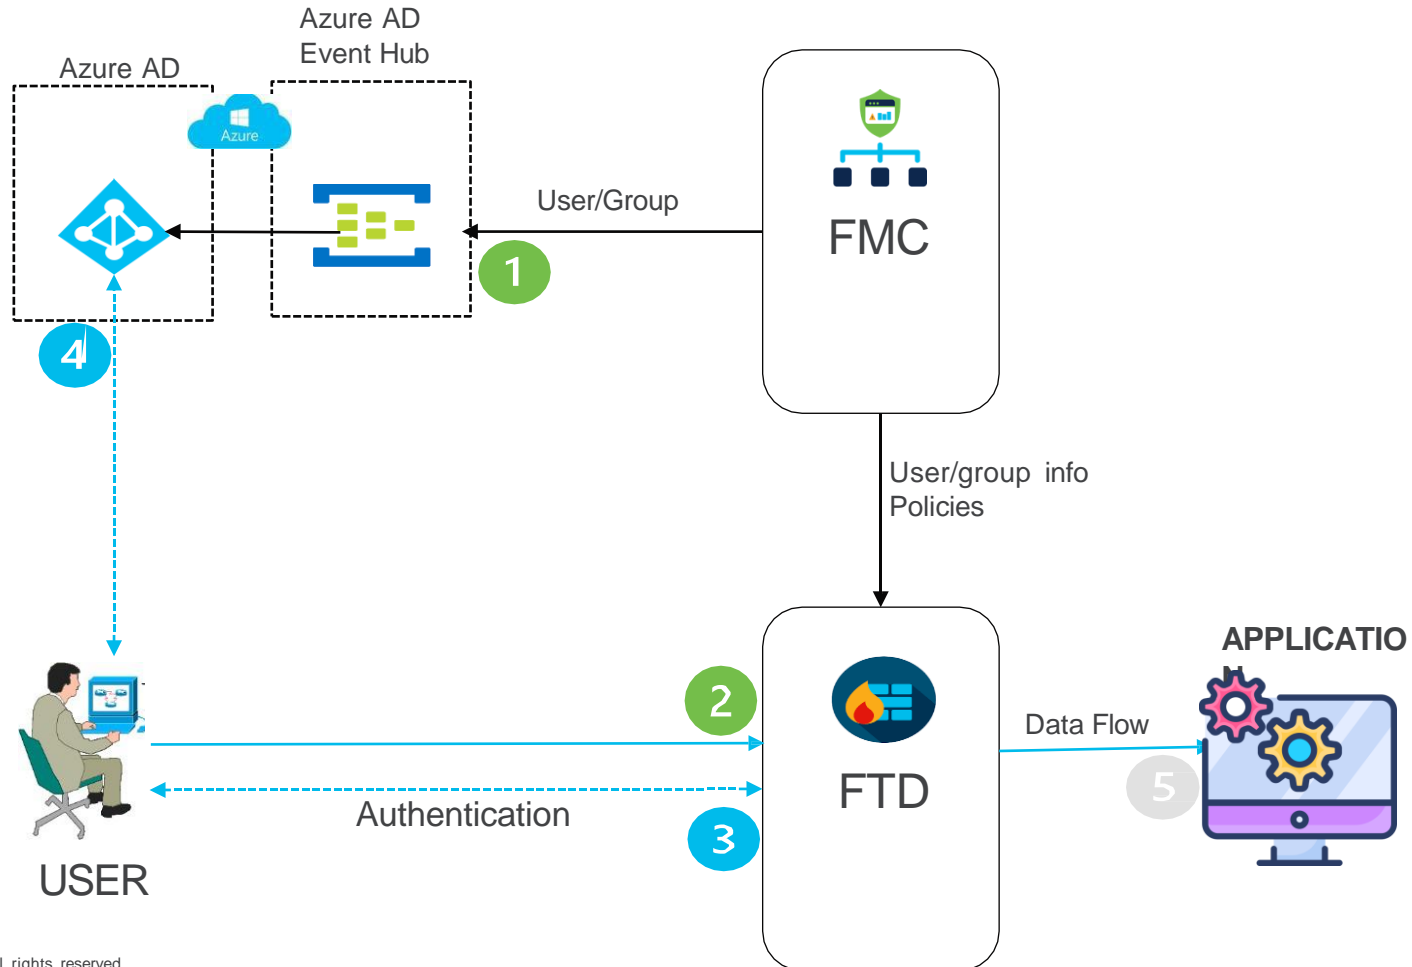 Azure AD
Event Hub
Azure AD
Azure
User/Group
1
FMC
4
User/group info
Policies
APPLICATIO
2
Data Flow
5
FTD
Authentication
3
USER
rights reserved